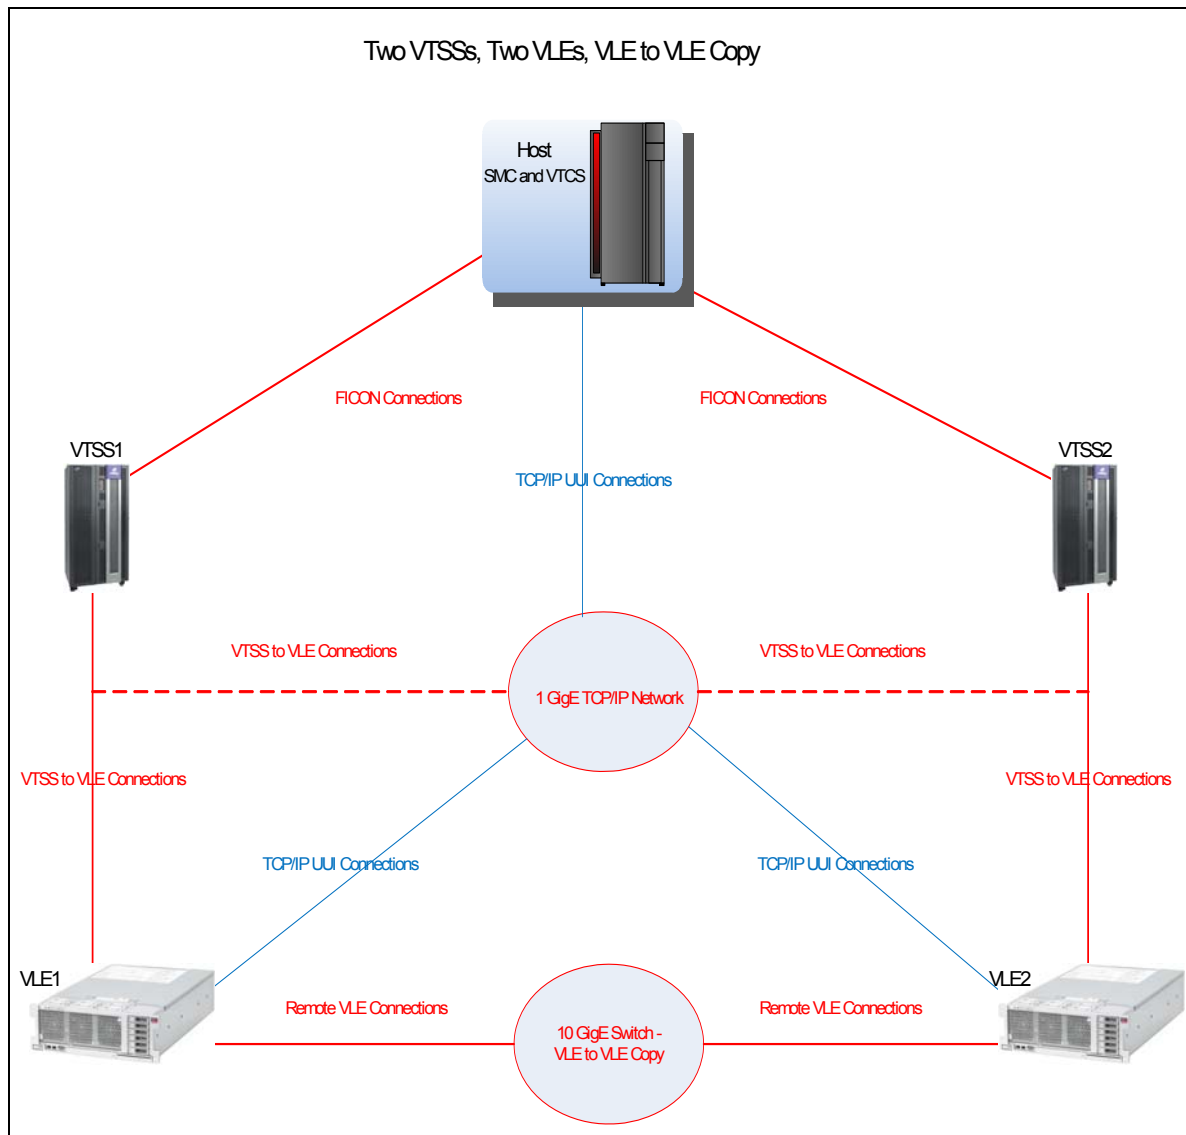 Two VTSSs, Two VLEs, VLE to VLE Copy
Host
SMC and VTCS
FICON Connections
FICON Connections
VTSS1
VTSS2
TCP/IP UUI Connections
VTSS to VLE Connections
VTSS to VLE Connections
1 GigE TCP/IP Network
VTSS to VLE Connections
VTSS to VLE Connections
TCP/IP UUI Connections
TCP/IP UUI Connections
VLE1
VLE2
Remote VLE Connections
Remote VLE Connections
10 GigE Switch -
VLE to VLE Copy